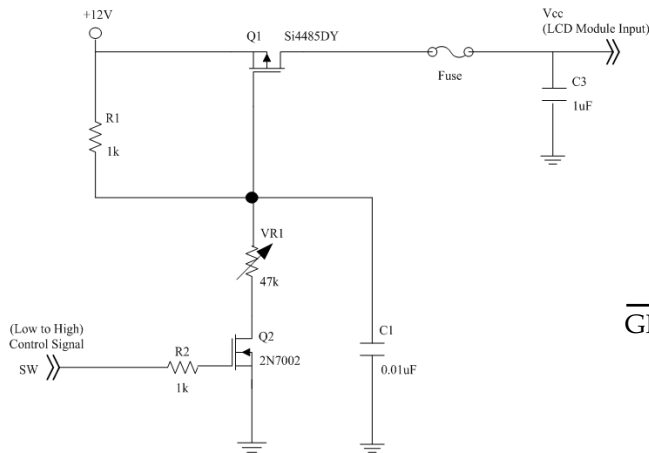 +12V
Q1
Si4485DY
Vcc
(LCD Module Input)
Fuse
C3
1uF
R1
1k
VR1
47k
(Low to High)
Control Signal
SW
R2
1k
Q2
2N7002
C1
0.01uF